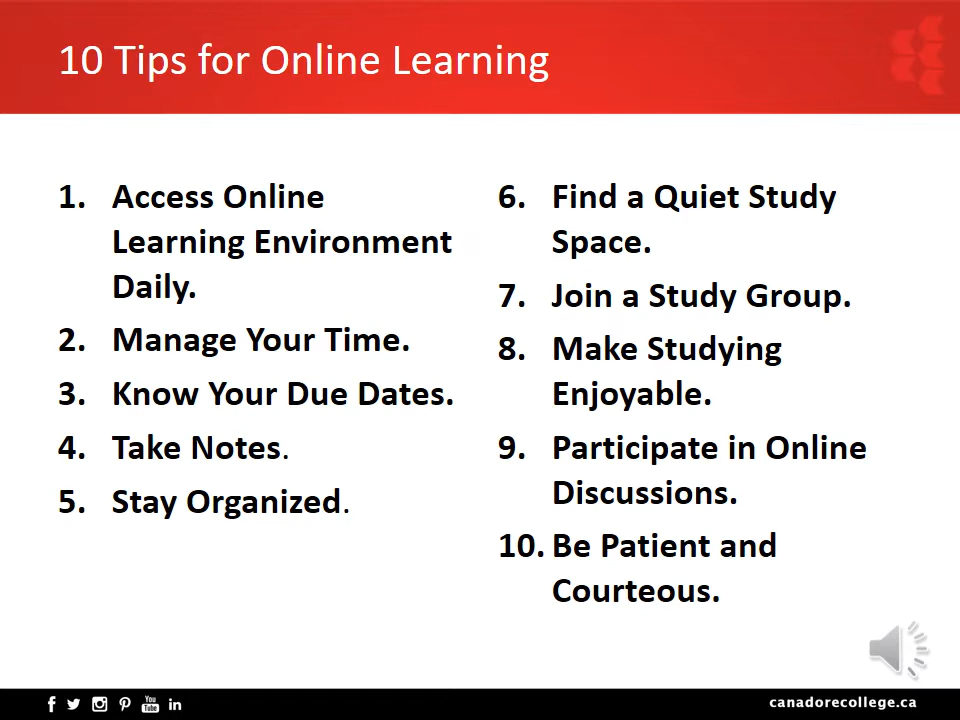 10 Tips for Online Learning
1. Access Online
Learning Environment
Daily.
2. Manage Your Time.
3. Know Your Due Dates.
4. Take Notes.
5. Stay Organized.
6. Find a Quiet Study
Space.
7. Join a Study Group.
8. Make Studying
Enjoyable.
9. Participate in Online
Discussions.
10. Be Patient and
Courteous.
You
Tube
canadorecollege.ca